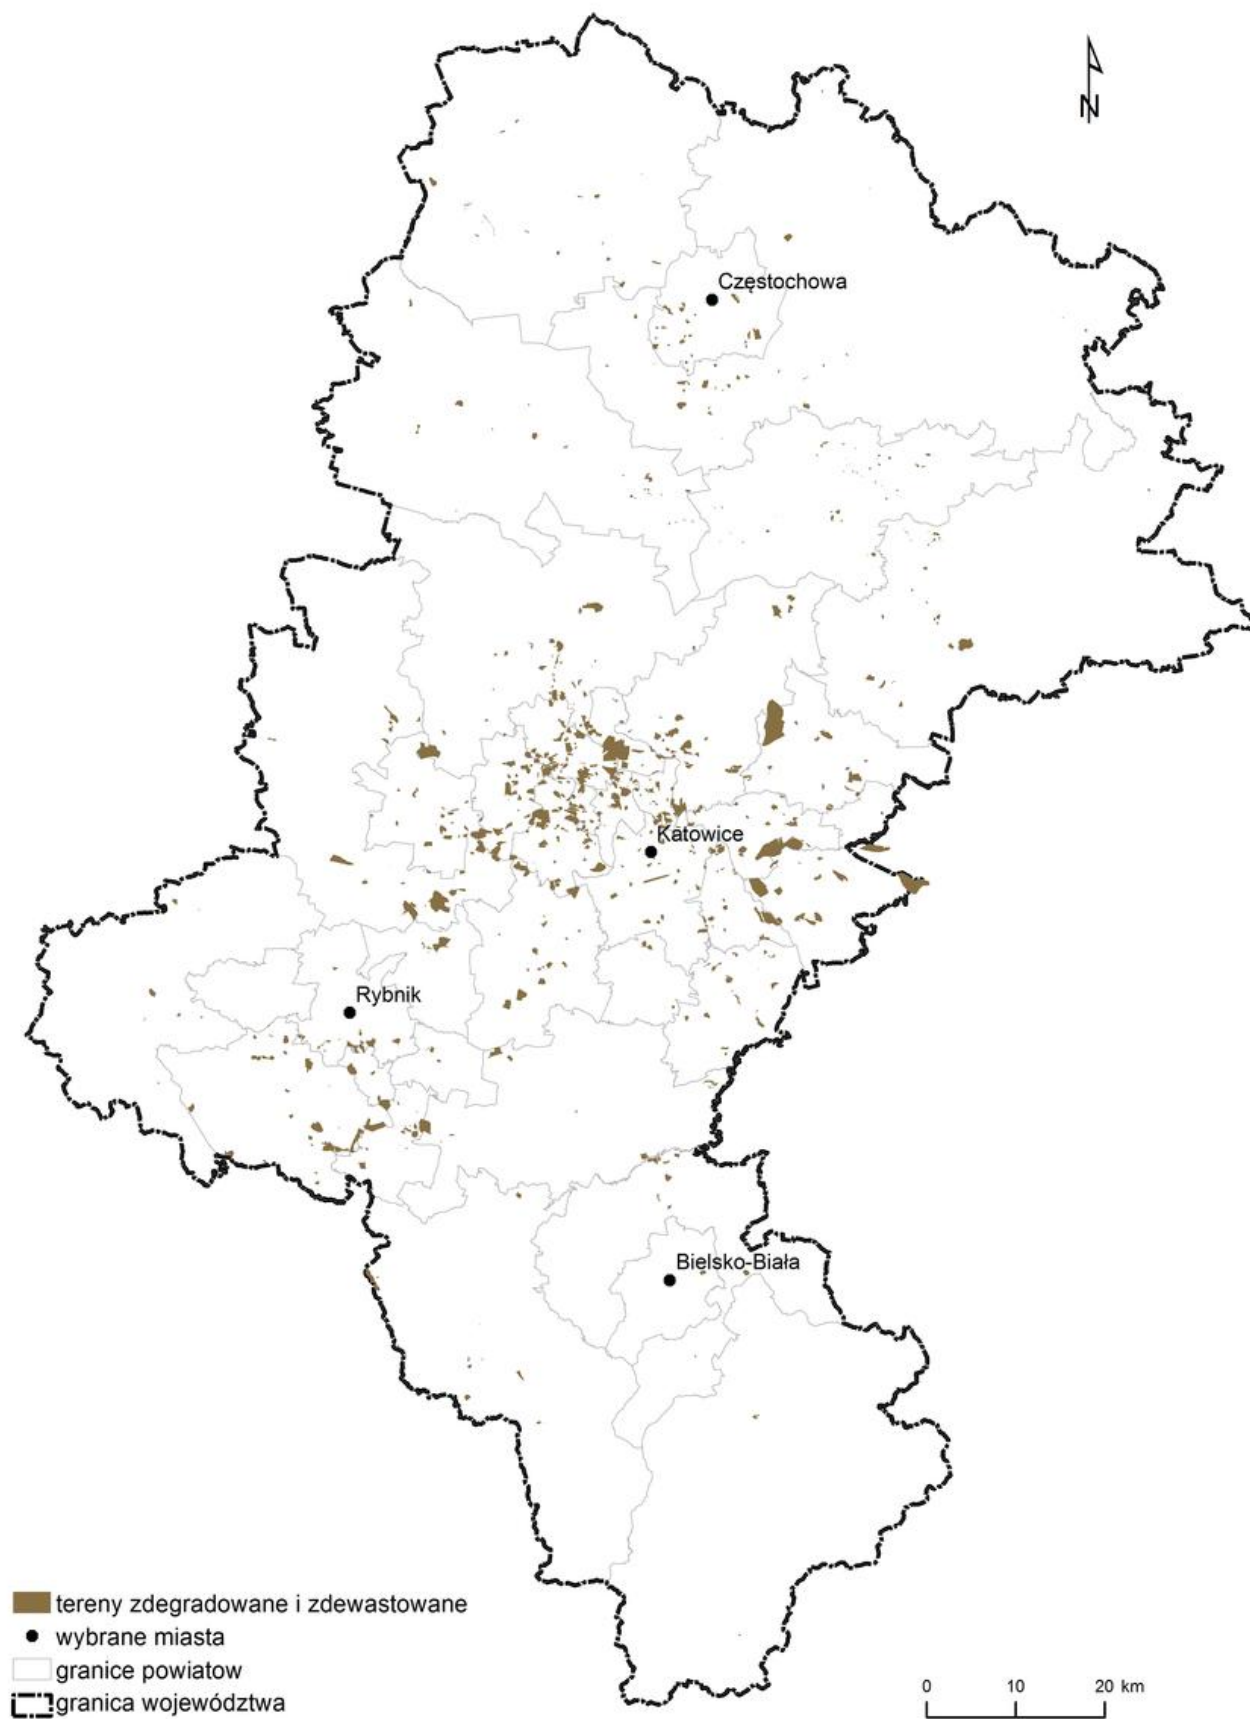 N
Częstochowa
Katowice
Rybnik
Bielsko-Biała
tereny zdegradowane i zdewastowane
wybrane miasta
granice powiatow
granica województwa
0 10 20 km